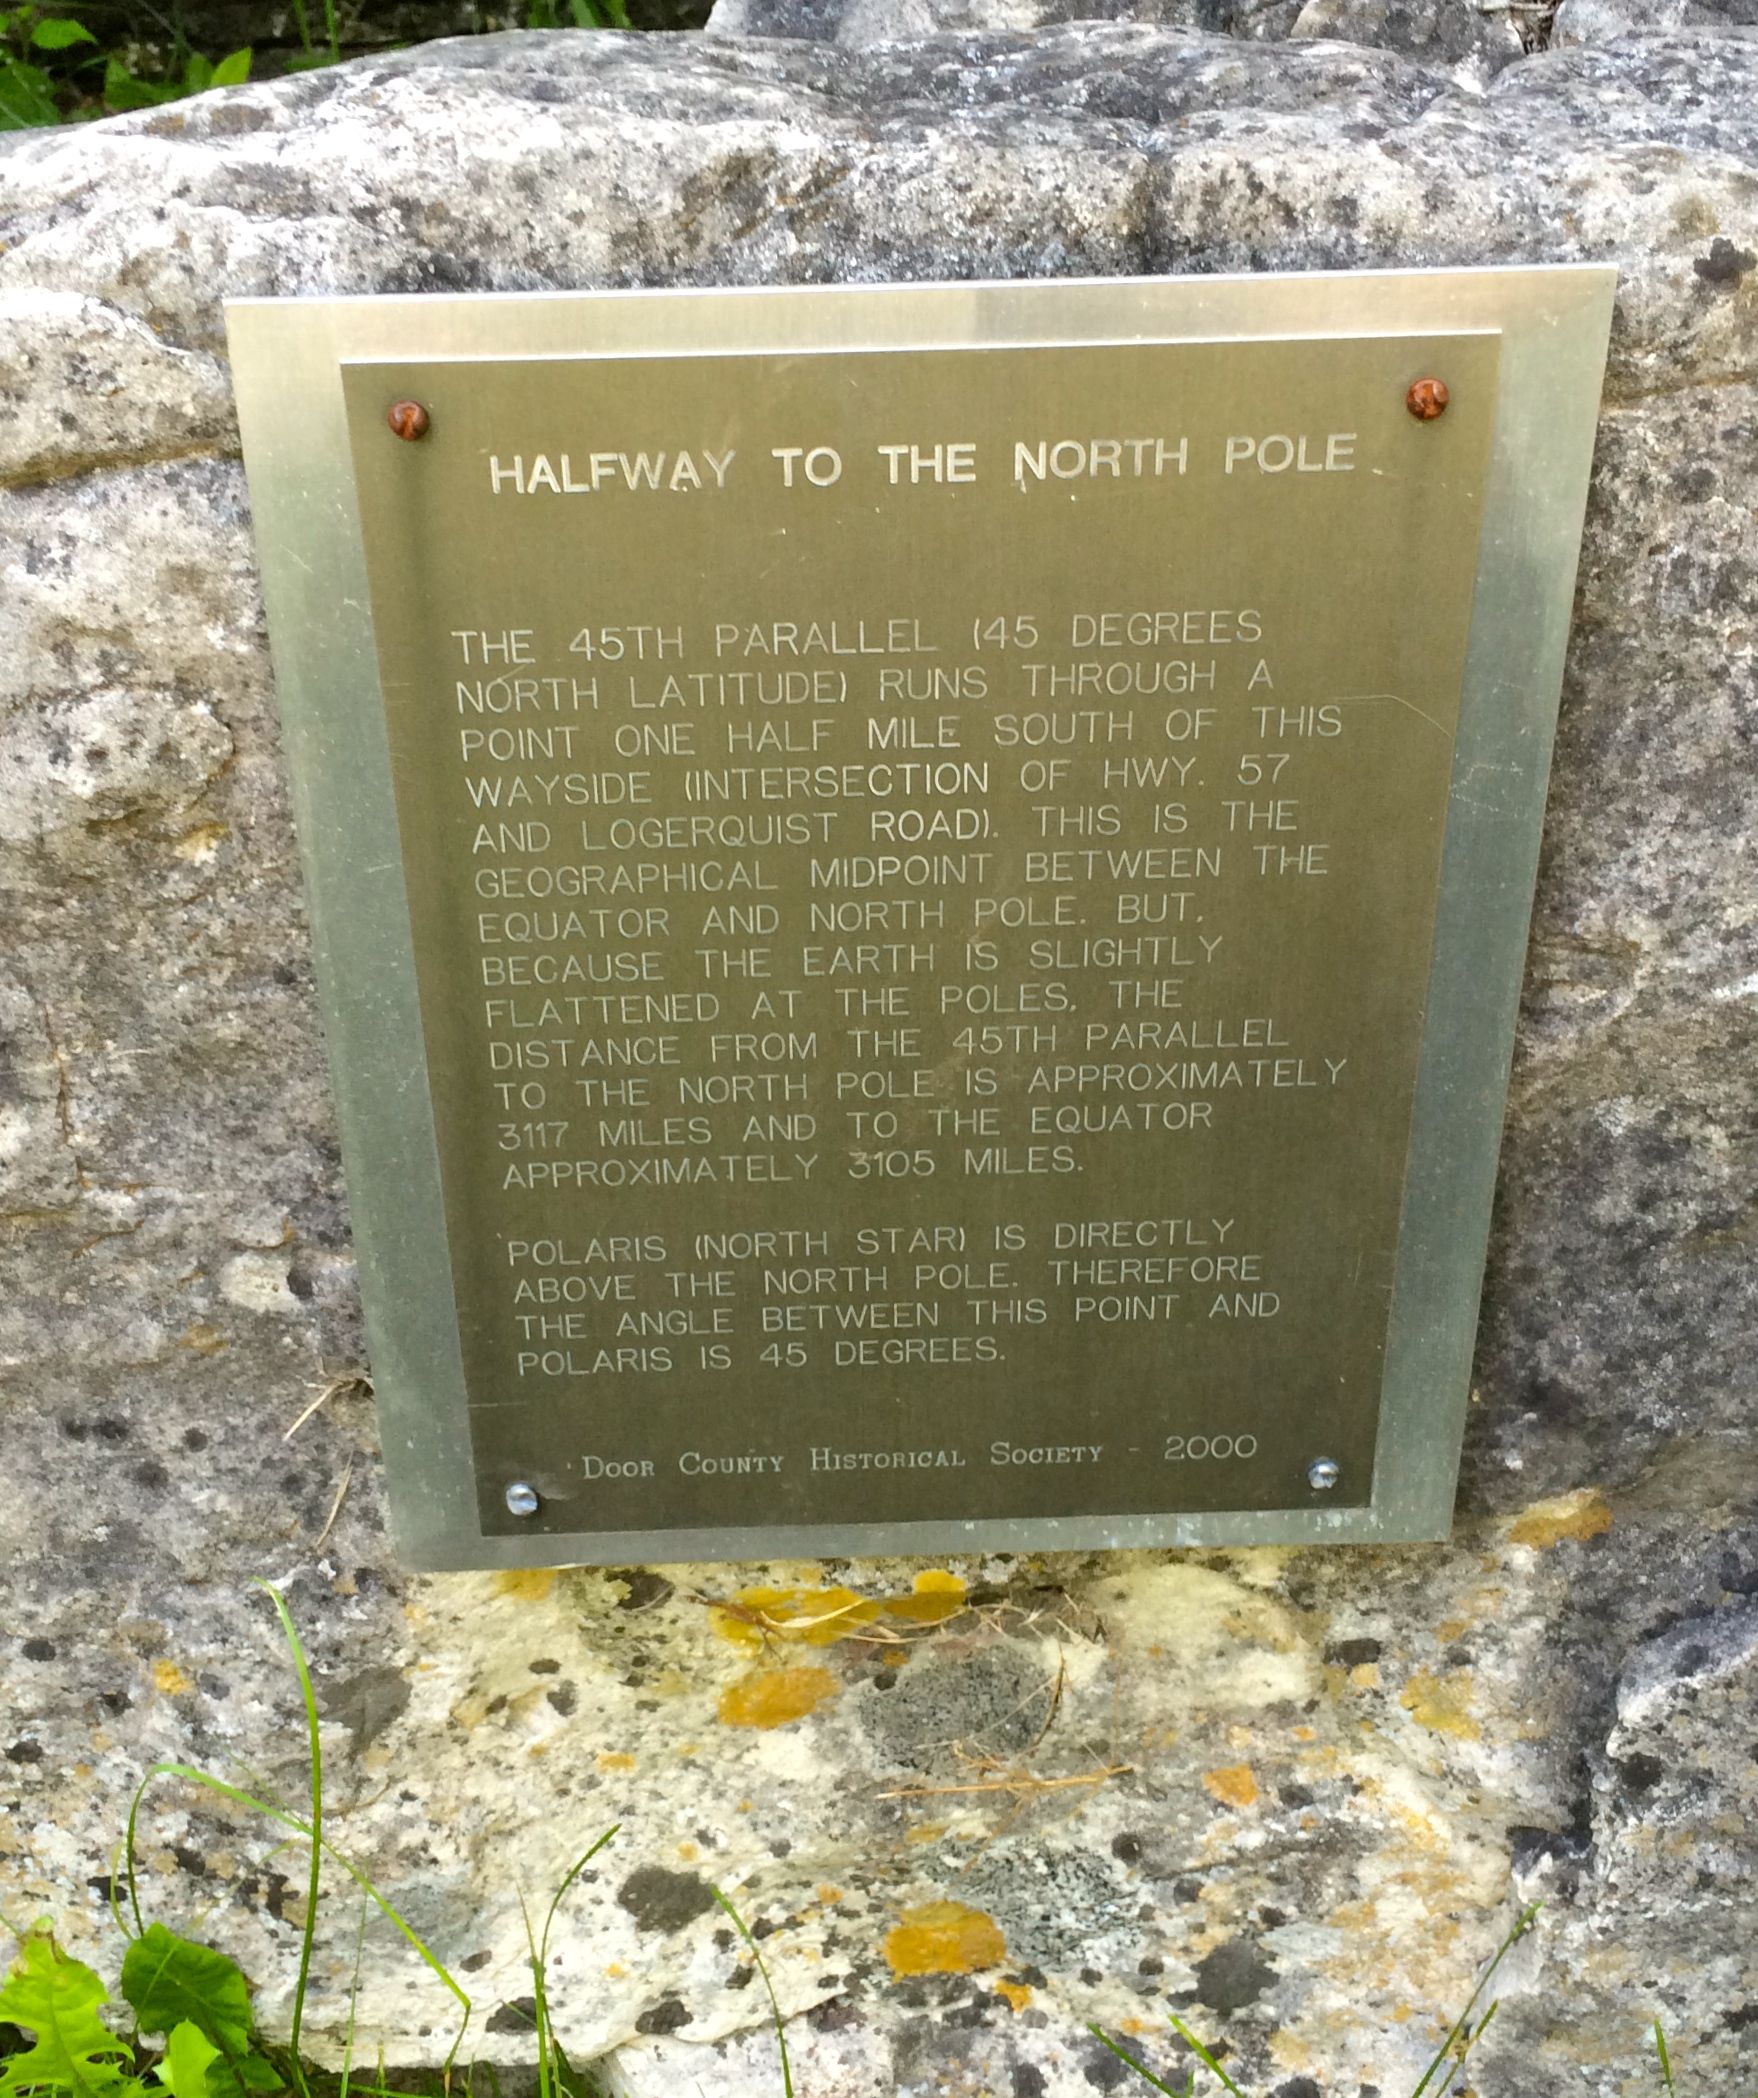 HALFWAY TO THE NORTH POLE
THE 45TH PARALLEL (45 DEGREES
NORTH LATITUDE) RUNS THROUGH A
POINT ONE HALF MILE SOUTH OF THIS
WAYSIDE (INTERSECTION OF HWY. 57
AND LOGERQUIST ROAD). THIS IS THE
GEOGRAPHICAL MIDPOINT BETWEEN THE
EQUATOR AND NORTH POLE. BUT,
BECAUSE THE EARTH IS SLIGHTLY
FLATTENED AT THE POLES, THE
DISTANCE FROM THE 45TH PARALLEL
TO THE NORTH POLE IS APPROXIMATELY
3117 MILES AND TO THE EQUATOR
APPROXIMATELY 3105 MILES.
POLARIS (NORTH STAR) IS DIRECTLY
ABOVE THE NORTH POLE. THEREFORE
THE ANGLE BETWEEN THIS POINT AND
POLARIS IS 45 DEGREES.
DOOR COUNTY HISTORICAL SOCIETY - 2000